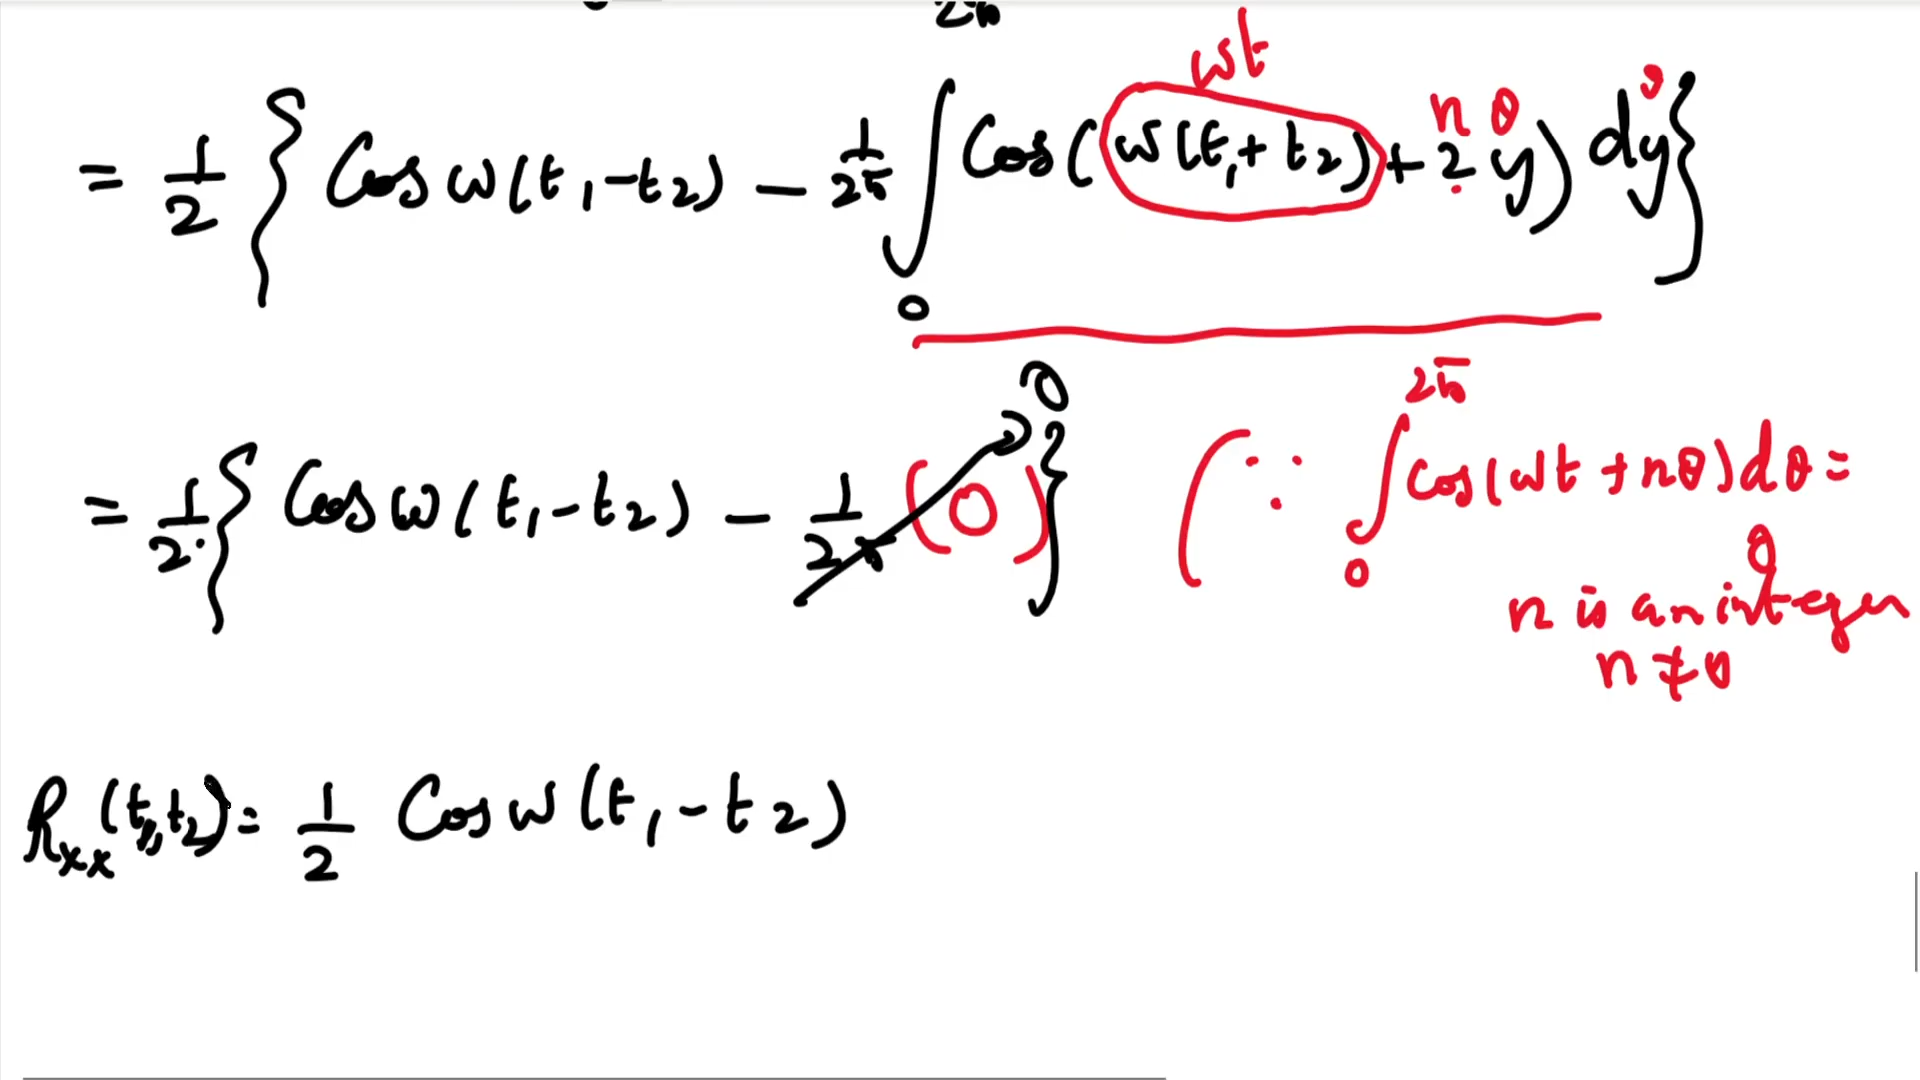 2π
= 1/2 { Cos ω(t₁-t₂) - 1/2π ∫₀ Cos(ω(t₁+t₂)+2y) dy }
ωt
n θ
= 1/2 { Cos ω(t₁-t₂) - 1/2π (0) } 0
(∵ ∫₀^2π Cos(ωt+nθ)dθ = 0
n is an integer
n ≠ 0
Rxx(t₁,t₂) = 1/2 Cos ω(t₁-t₂)